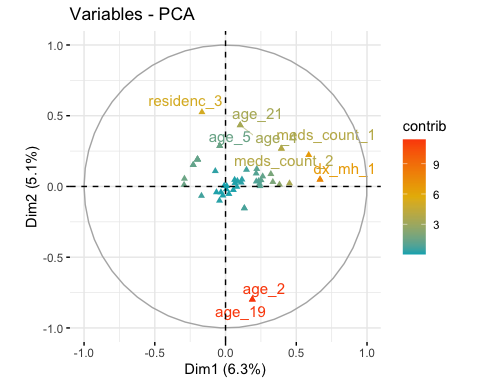 Variables - PCA
1.0
0.5
0.0
-0.5
-1.0
Dim2 (5.1%)
residenc_3
age_21
age_5
meds_count_1
meds_count_2
dx_mh_1
age_2
age_19
-1.0
-0.5
0.0
0.5
1.0
Dim1 (6.3%)
contrib
9
6
3